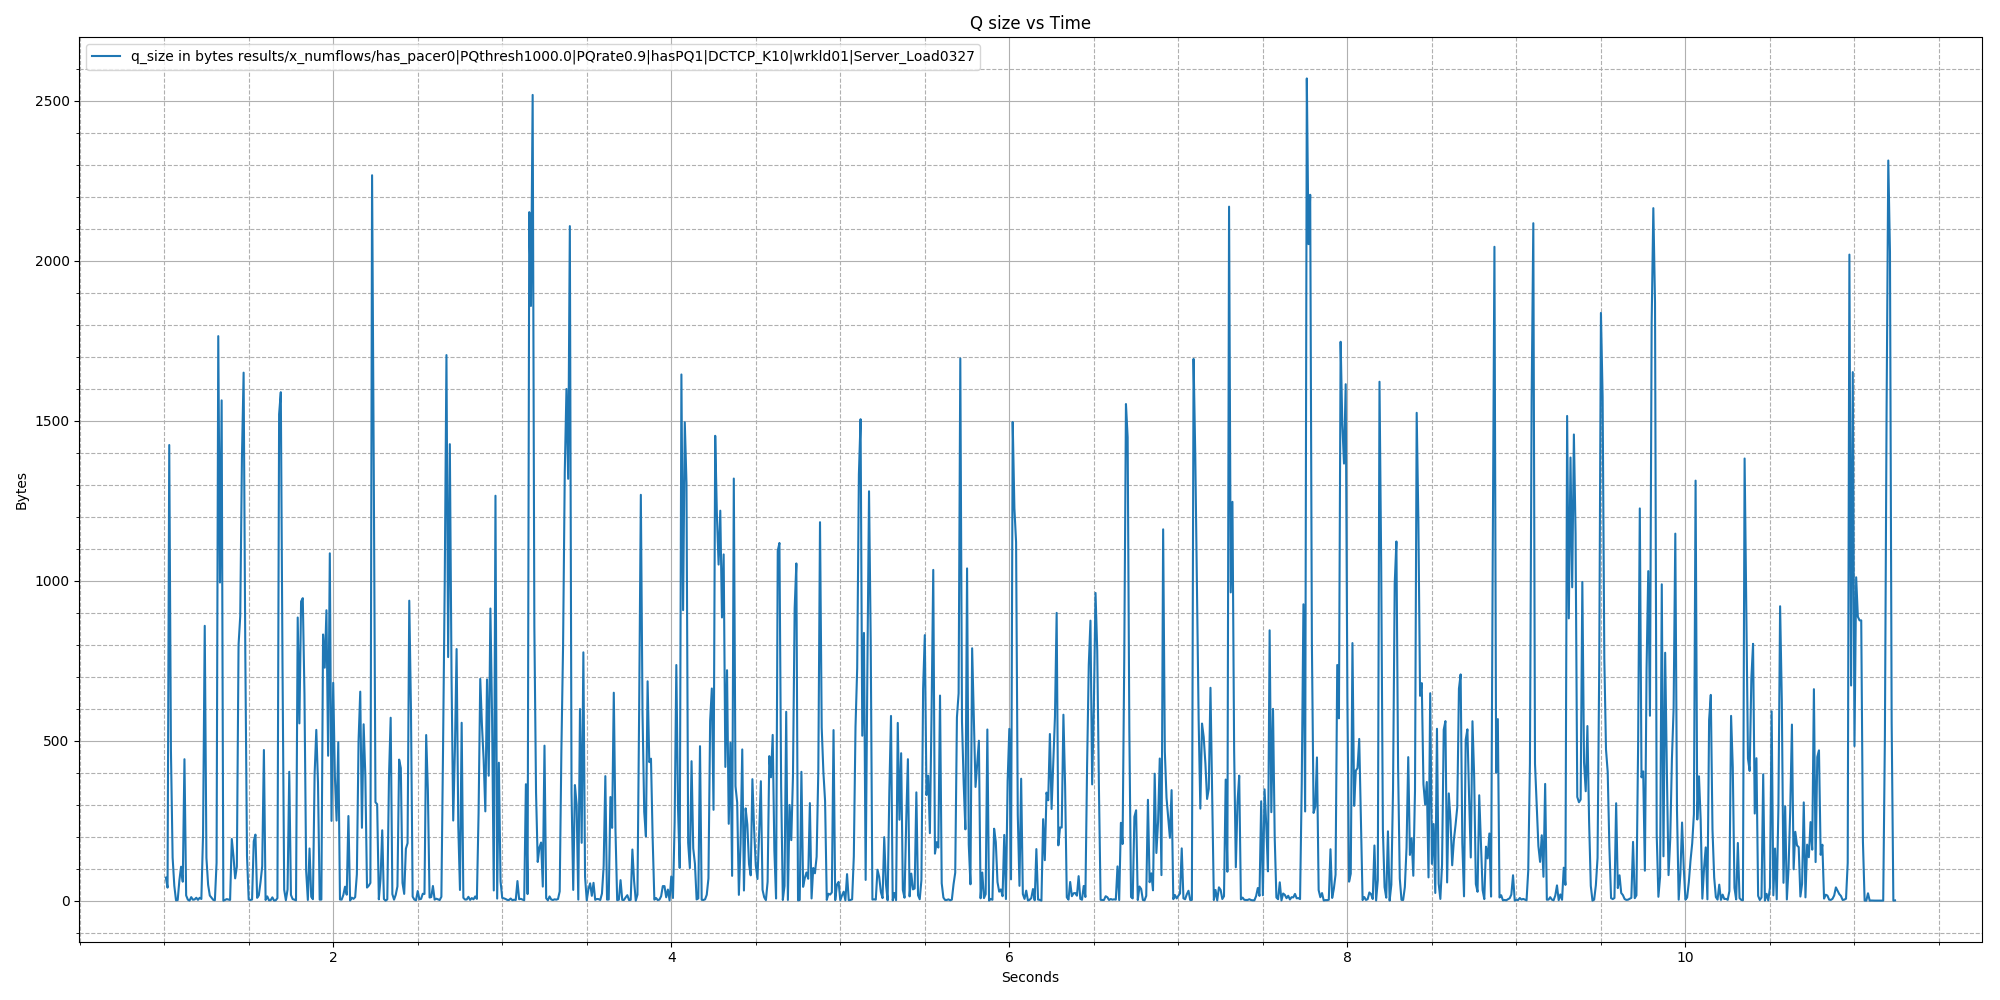 Q size vs Time
q_size in bytes results/x_numflows/has_pacer0|PQthresh1000.0|PQrate0.9|hasPQ1|DCTCP_K10|wrkld01|Server_Load0327
2500
2000
1500
1000
500
0
Bytes
2 4 6 8 10
Seconds